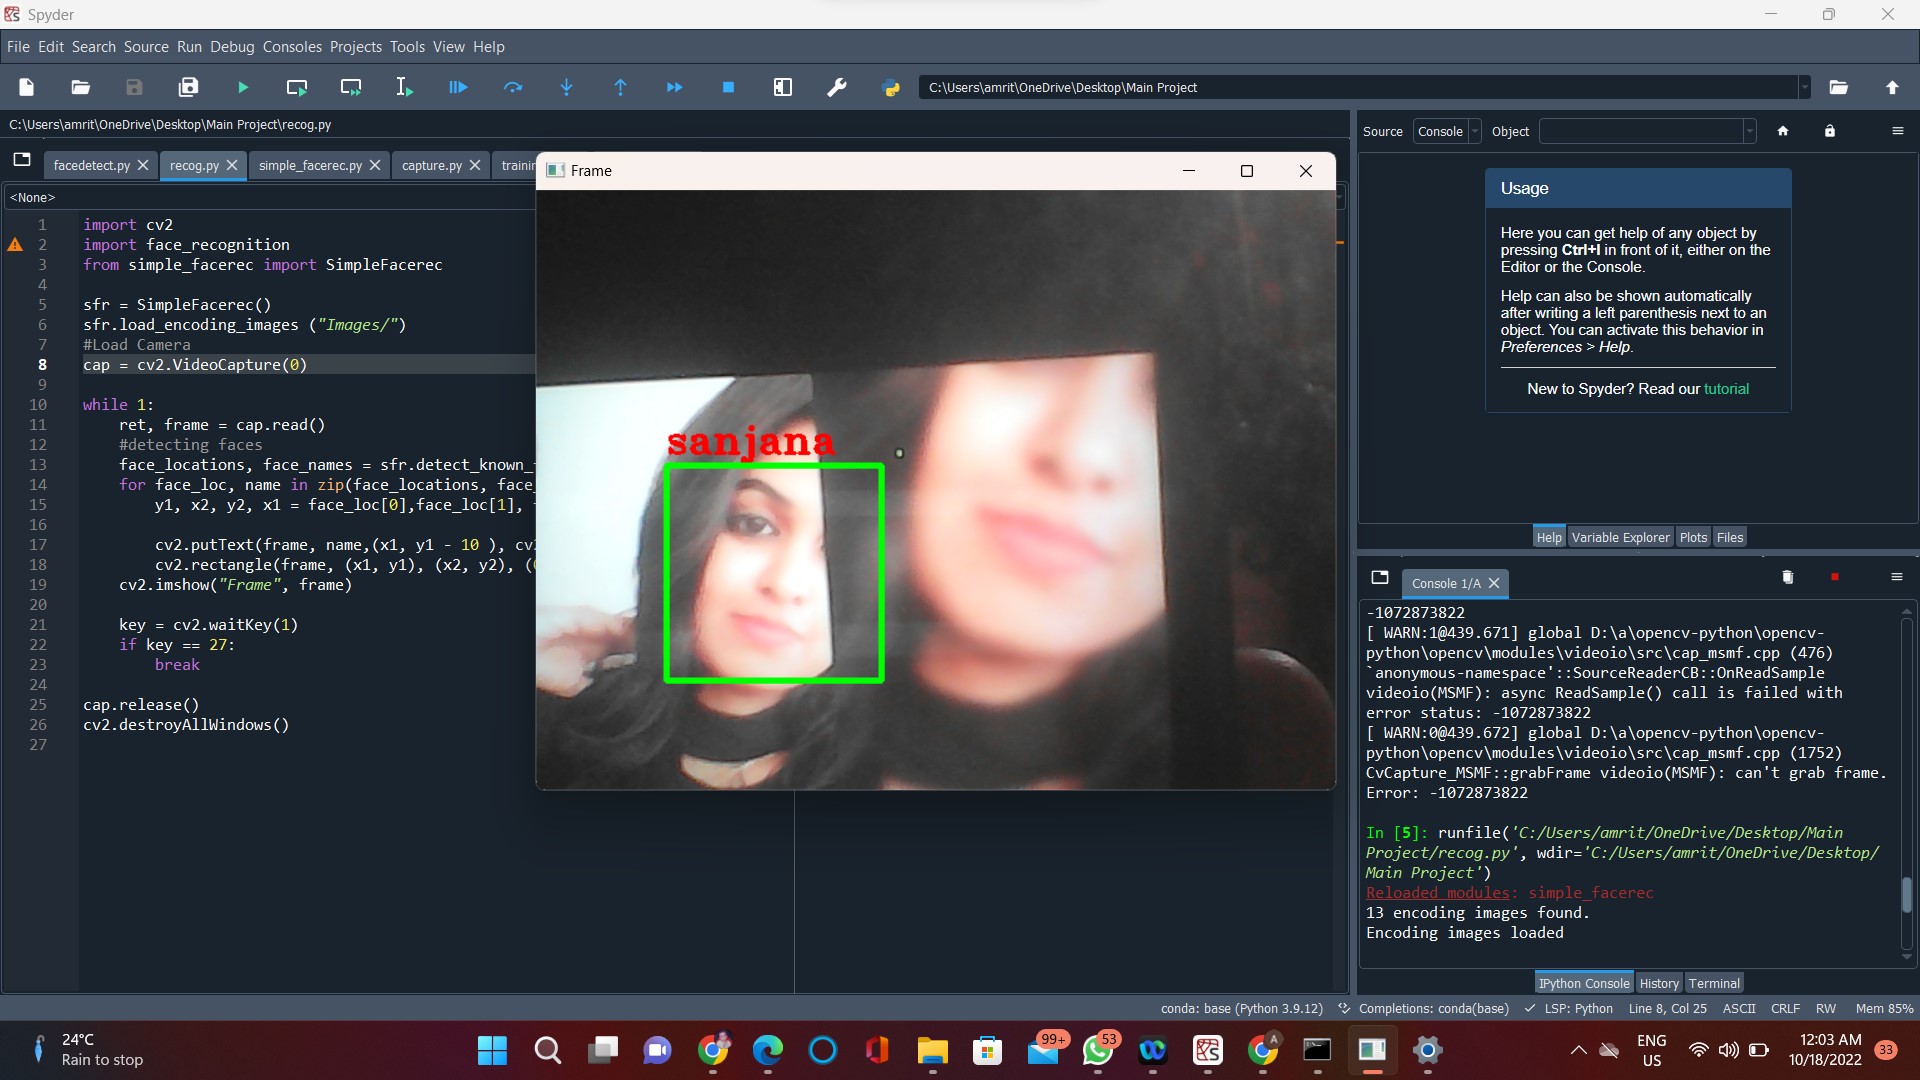 Spyder
File Edit Search Source Run Debug Consoles Projects Tools View Help
C:\Users\amrit\OneDrive\Desktop\Main Project
C:\Users\amrit\OneDrive\Desktop\Main Project\recog.py
facedetect.py
recog.py
simple_facerec.py
capture.py
<None>
1 import cv2
2 import face_recognition
3 from simple_facerec import SimpleFacerec
4
5 sfr = SimpleFacerec()
6 sfr.load_encoding_images ("Images/")
7 #Load Camera
8 cap = cv2.VideoCapture(0)
9
10 while 1:
11 ret, frame = cap.read()
12 #detecting faces
13 face_locations, face_names = sfr.detect_known_
14 for face_loc, name in zip(face_locations, face_
15 y1, x2, y2, x1 = face_loc[0],face_loc[1],
16
17 cv2.putText(frame, name,(x1, y1 - 10 ),
18 cv2.rectangle(frame, (x1, y1), (x2, y2),
19 cv2.imshow("Frame", frame)
20
21 key = cv2.waitKey(1)
22 if key == 27:
23 break
24
25 cap.release()
26 cv2.destroyAllWindows()
27
Frame
sanjana
Source Console Object
Usage
Here you can get help of any object by
pressing Ctrl+I in front of it, either on the
Editor or the Console.
Help can also be shown automatically
after writing a left parenthesis next to an
object. You can activate this behavior in
Preferences > Help.
New to Spyder? Read our tutorial
Help Variable Explorer Plots Files
Console 1/A
-1072873822
[ WARN:1@439.671] global D:\a\opencv-python\opencv-
python\opencv\modules\videoio\src\cap_msmf.cpp (476)
`anonymous-namespace'::SourceReaderCB::OnReadSample
videoio(MSMF): async ReadSample() call is failed with
error status: -1072873822
[ WARN:0@439.672] global D:\a\opencv-python\opencv-
python\opencv\modules\videoio\src\cap_msmf.cpp (1752)
CvCapture_MSMF::grabFrame videoio(MSMF): can't grab frame.
Error: -1072873822
In [5]: runfile('C:/Users/amrit/OneDrive/Desktop/Main
Project/recog.py', wdir='C:/Users/amrit/OneDrive/Desktop/
Main Project')
Reloaded modules: simple_facerec
13 encoding images found.
Encoding images loaded
IPython Console History Terminal
conda: base (Python 3.9.12) Completions: conda(base) LSP: Python Line 8, Col 25 ASCII CRLF RW Mem 85%
24°C
Rain to stop
99+
53
A
ENG
US
12:03 AM
10/18/2022
33